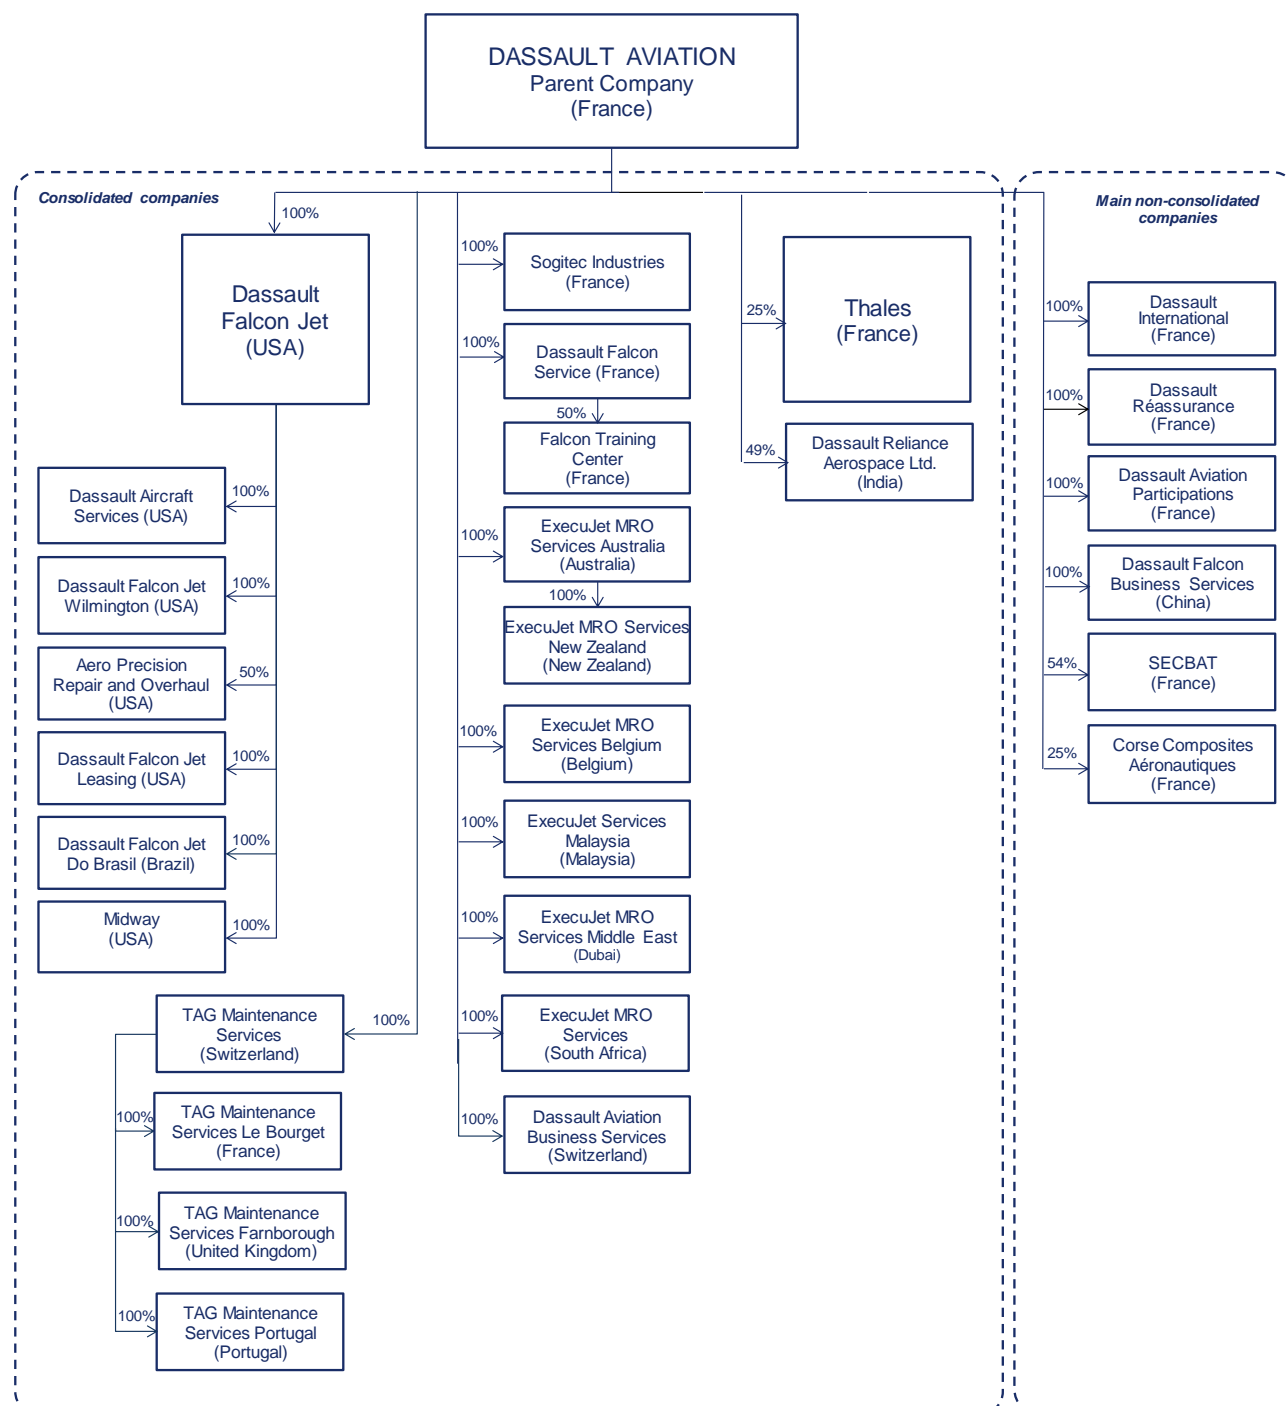 DASSAULT AVIATION
Parent Company
(France)
Consolidated companies
100%
Dassault
Falcon Jet
(USA)
100%
Dassault Aircraft
Services (USA)
100%
Dassault Falcon Jet
Wilmington (USA)
50%
Aero Precision
Repair and Overhaul
(USA)
100%
Dassault Falcon Jet
Leasing (USA)
100%
Dassault Falcon Jet
Do Brasil (Brazil)
100%
Midway
(USA)
100%
TAG Maintenance
Services
(Switzerland)
100%
TAG Maintenance
Services Le Bourget
(France)
100%
TAG Maintenance
Services Farnborough
(United Kingdom)
100%
TAG Maintenance
Services Portugal
(Portugal)
100%
Sogitec Industries
(France)
100%
Dassault Falcon
Service (France)
50%
Falcon Training
Center
(France)
100%
ExecuJet MRO
Services Australia
(Australia)
100%
ExecuJet MRO Services
New Zealand
(New Zealand)
100%
ExecuJet MRO
Services Belgium
(Belgium)
100%
ExecuJet Services
Malaysia
(Malaysia)
100%
ExecuJet MRO
Services Middle East
(Dubai)
100%
ExecuJet MRO
Services
(South Africa)
100%
Dassault Aviation
Business Services
(Switzerland)
25%
Thales
(France)
49%
Dassault Reliance
Aerospace Ltd.
(India)
Main non-consolidated
companies
100%
Dassault
International
(France)
100%
Dassault
Réassurance
(France)
100%
Dassault Aviation
Participations
(France)
100%
Dassault Falcon
Business Services
(China)
54%
SECBAT
(France)
25%
Corse Composites
Aéronautiques
(France)